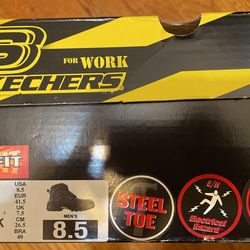 FOR WORK
SKECHERS
FIT
USA
8.5
EUR
41.5
UK
7.5
CM
26.5
BRA
40
K
MEN'S
8.5
STEEL
TOE
E/H
Electrical
Hazard